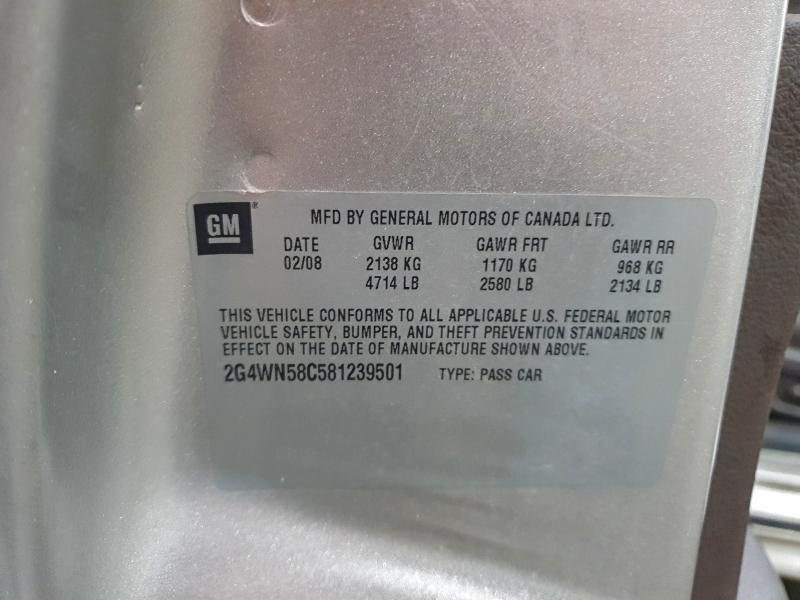 GM®
MFD BY GENERAL MOTORS OF CANADA LTD.
DATE GVWR GAWR FRT GAWR RR
02/08 2138 KG 1170 KG 968 KG
4714 LB 2580 LB 2134 LB
THIS VEHICLE CONFORMS TO ALL APPLICABLE U.S. FEDERAL MOTOR
VEHICLE SAFETY, BUMPER, AND THEFT PREVENTION STANDARDS IN
EFFECT ON THE DATE OF MANUFACTURE SHOWN ABOVE.
2G4WN58C581239501 TYPE: PASS CAR